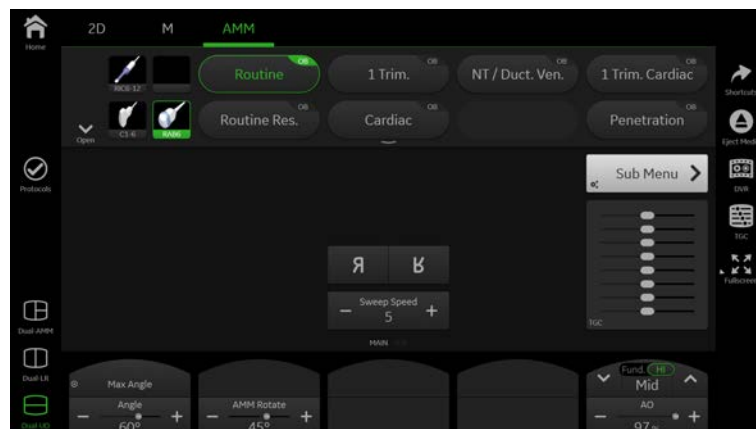 Home
2D M AMM
RIC6-12
Routine OB
1 Trim. OB
NT / Duct. Ven. OB
1 Trim. Cardiac OB
Shortcuts
Open
C1-6
RAB6
Routine Res. OB
Cardiac OB
Penetration OB
Eject Media
Protocols
Sub Menu
DVR
TGC
R R
Fullscreen
Sweep Speed
− 5 +
TGC
Dual-AMM
MAIN
Dual-L/R
Max Angle
Fund. HI
Mid
Angle
AMM Rotate
AO
Dual-U/D
− 60° +
− 45° +
− 97 % +